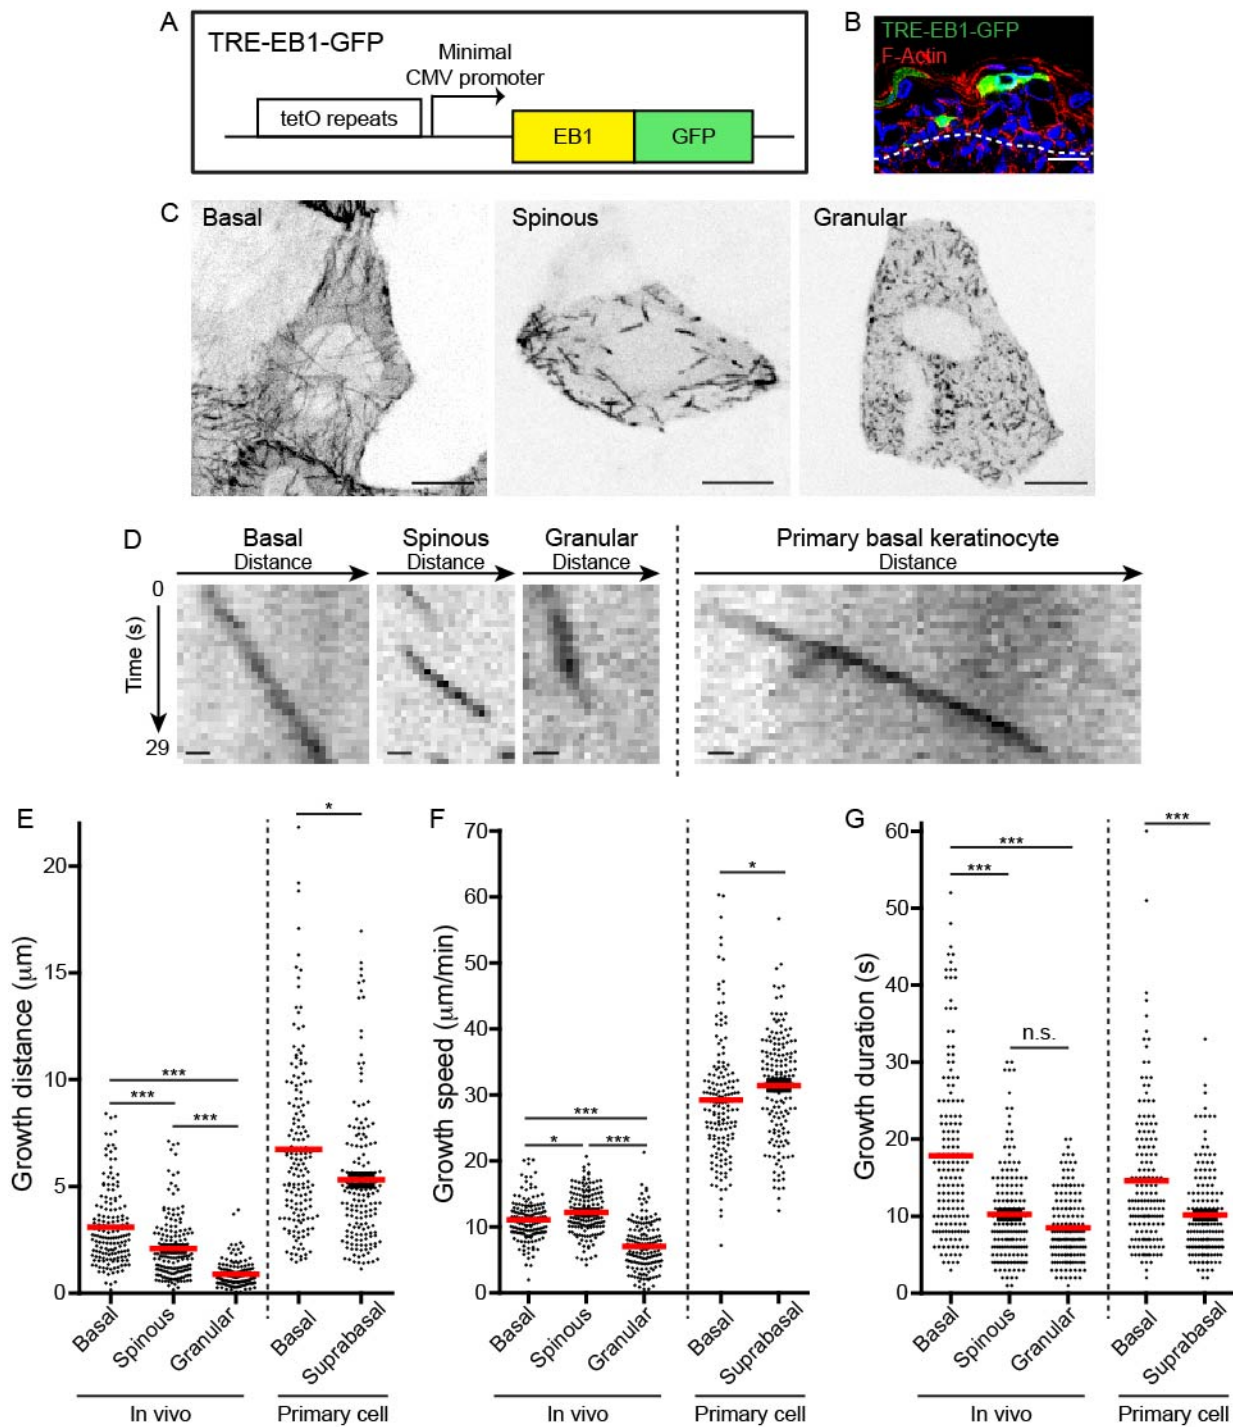 A
TRE-EB1-GFP
Minimal
CMV promoter
tetO repeats
EB1
GFP
B
TRE-EB1-GFP
F-Actin
C
Basal
Spinous
Granular
D
Basal
Distance
Spinous
Distance
Granular
Distance
Primary basal keratinocyte
Distance
0
Time (s)
29
E
Growth distance (μm)
20
15
10
5
0
*
***
***
***
Basal
Spinous
Granular
Basal
Suprabasal
In vivo
Primary cell
F
Growth speed (μm/min)
70
60
50
40
30
20
10
0
*
***
*
***
Basal
Spinous
Granular
Basal
Suprabasal
In vivo
Primary cell
G
Growth duration (s)
60
50
40
30
20
10
0
***
***
***
n.s.
Basal
Spinous
Granular
Basal
Suprabasal
In vivo
Primary cell